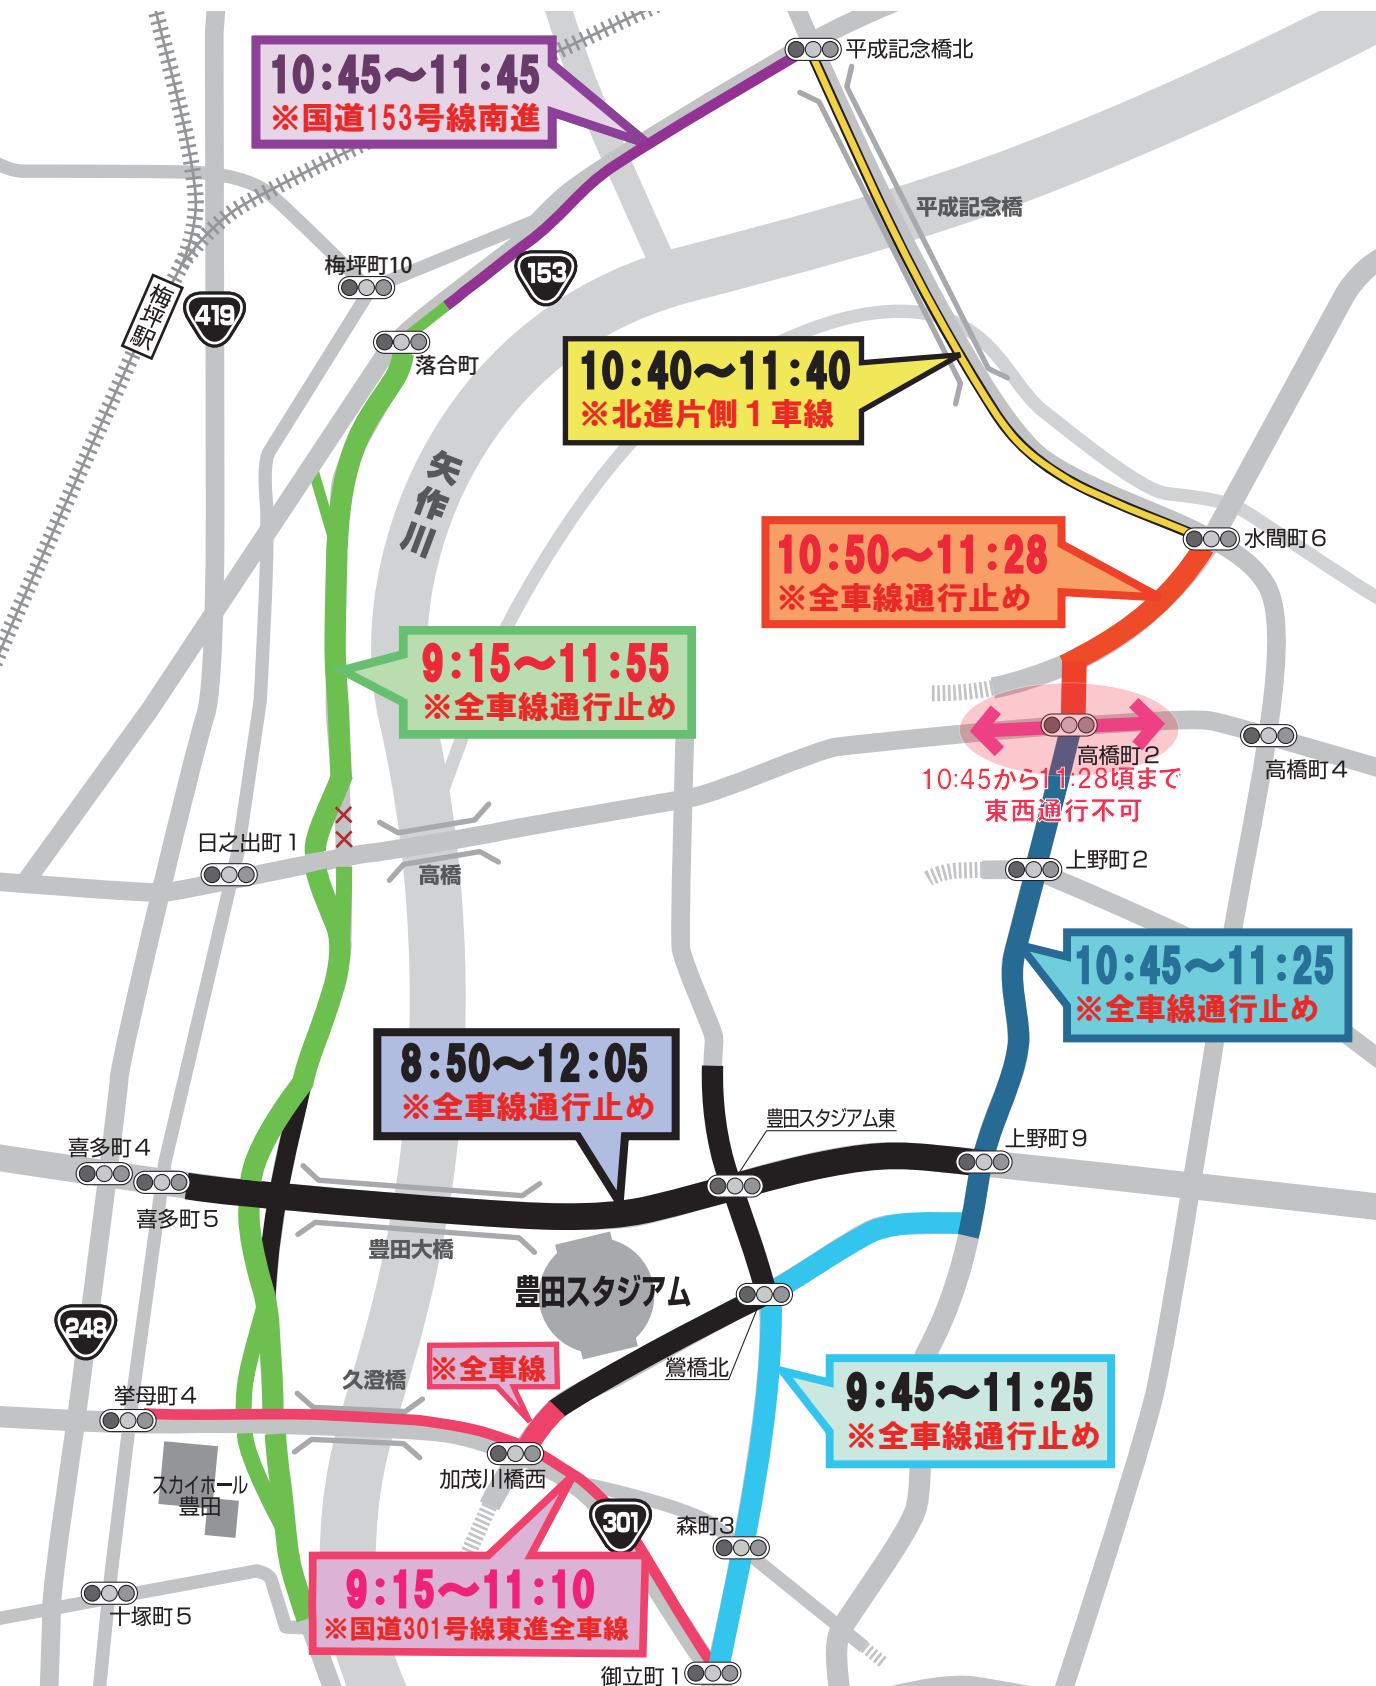 平成記念橋北
10:45～11:45
※国道153号線南進
平成記念橋
梅坪町10
153
梅坪駅
419
落合町
10:40～11:40
※北進片側１車線
矢作川
水間町6
10:50～11:28
※全車線通行止め
9:15～11:55
※全車線通行止め
高橋町2
高橋町4
10:45から11:28頃まで
東西通行不可
日之出町1
高橋
上野町2
10:45～11:25
※全車線通行止め
8:50～12:05
※全車線通行止め
豊田スタジアム東
上野町9
喜多町4
喜多町5
豊田大橋
豊田スタジアム
248
久澄橋
※全車線
鶯橋北
9:45～11:25
※全車線通行止め
挙母町4
加茂川橋西
スカイホール
豊田
301
森町3
9:15～11:10
※国道301号線東進全車線
十塚町5
御立町1